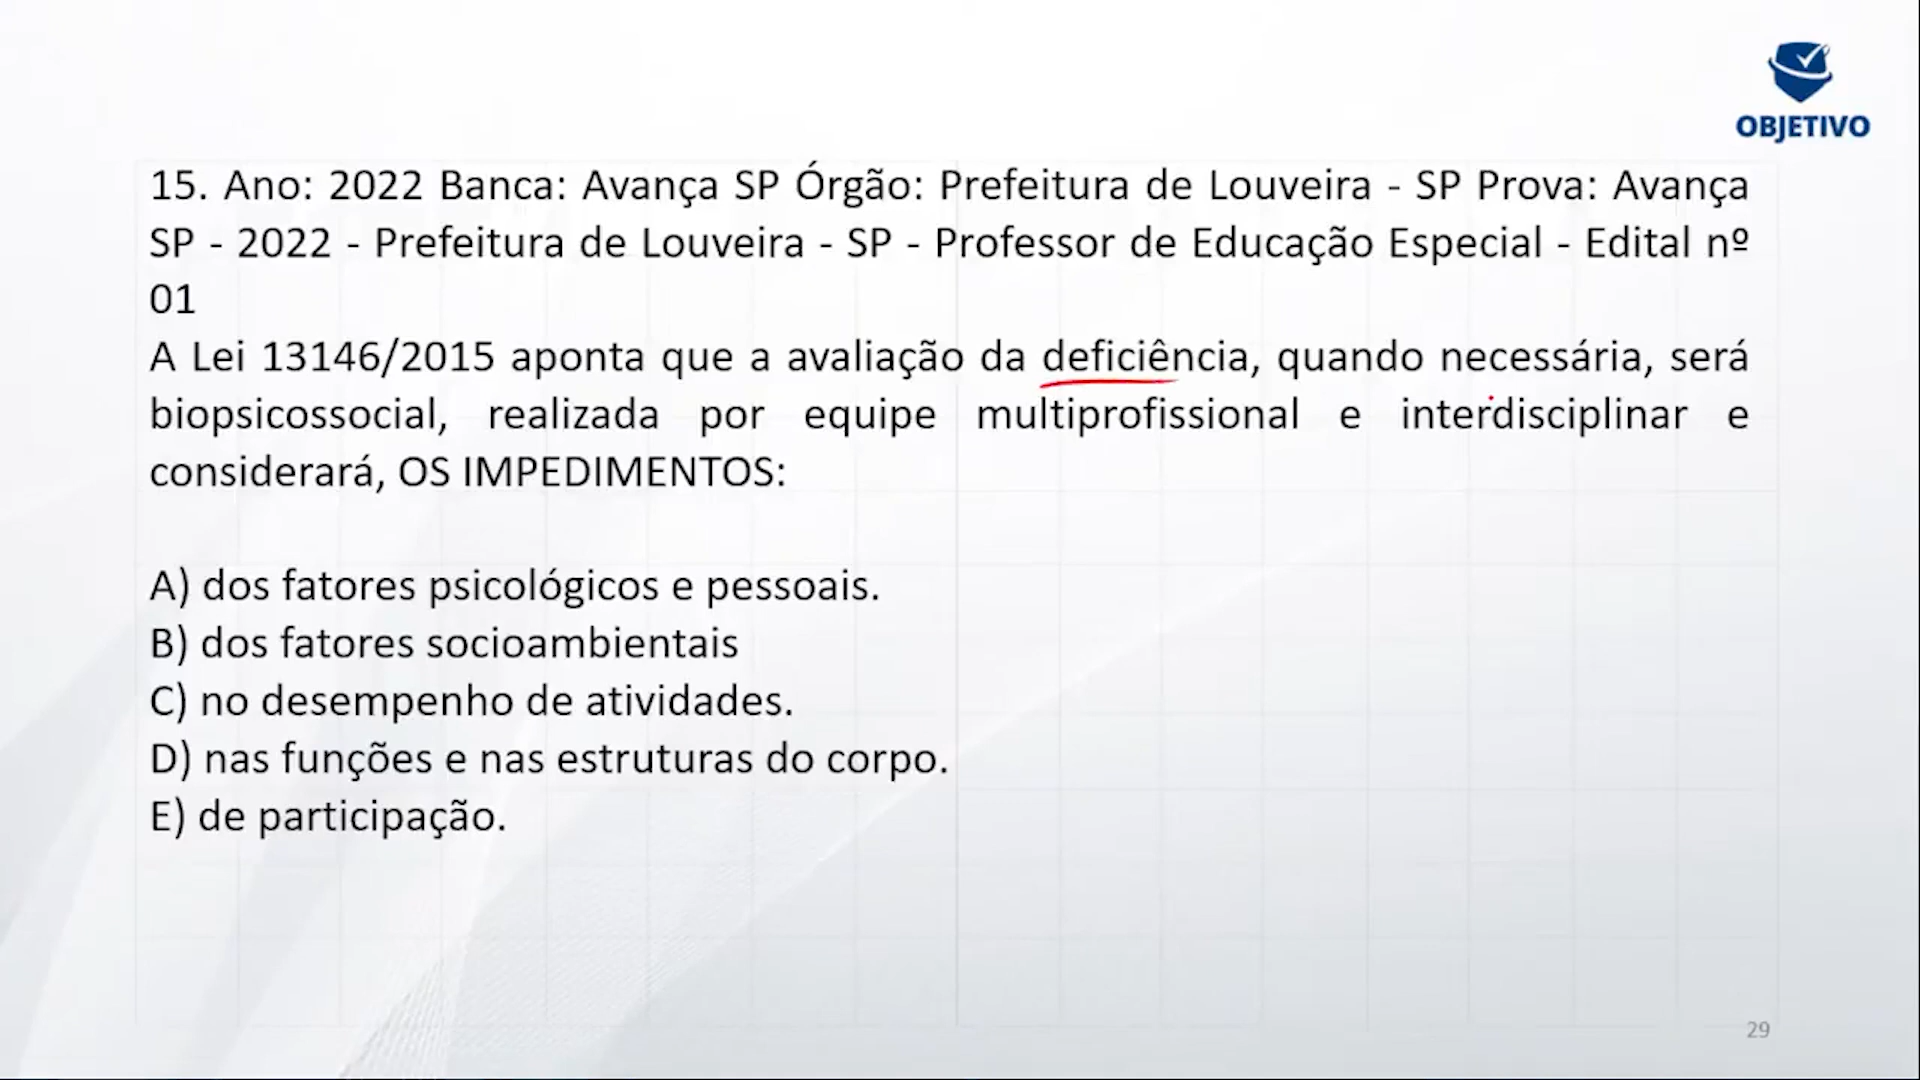 OBJETIVO
15. Ano: 2022 Banca: Avança SP Órgão: Prefeitura de Louveira - SP Prova: Avança
SP - 2022 - Prefeitura de Louveira - SP - Professor de Educação Especial - Edital nº
01
A Lei 13146/2015 aponta que a avaliação da deficiência, quando necessária, será
biopsicossocial, realizada por equipe multiprofissional e interdisciplinar e
considerará, OS IMPEDIMENTOS:
A) dos fatores psicológicos e pessoais.
B) dos fatores socioambientais
C) no desempenho de atividades.
D) nas funções e nas estruturas do corpo.
E) de participação.
29